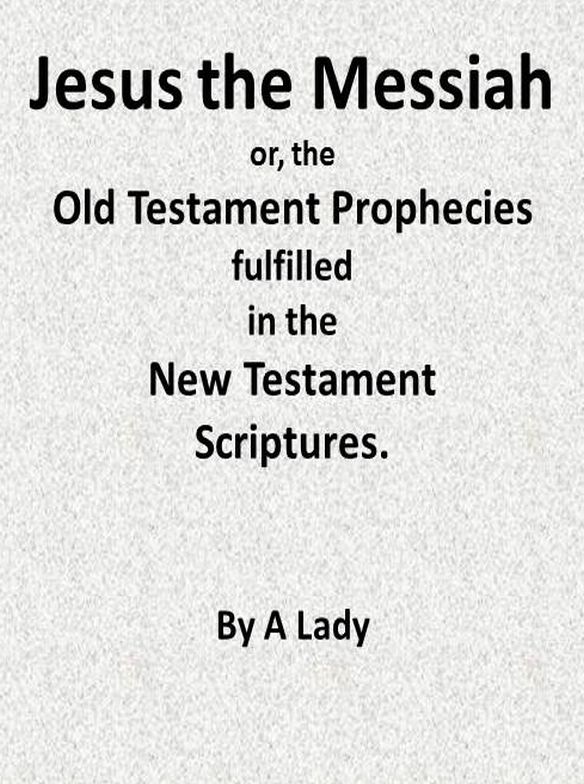 Jesus the Messiah
or, the
Old Testament Prophecies
fulfilled
in the
New Testament
Scriptures.
By A Lady